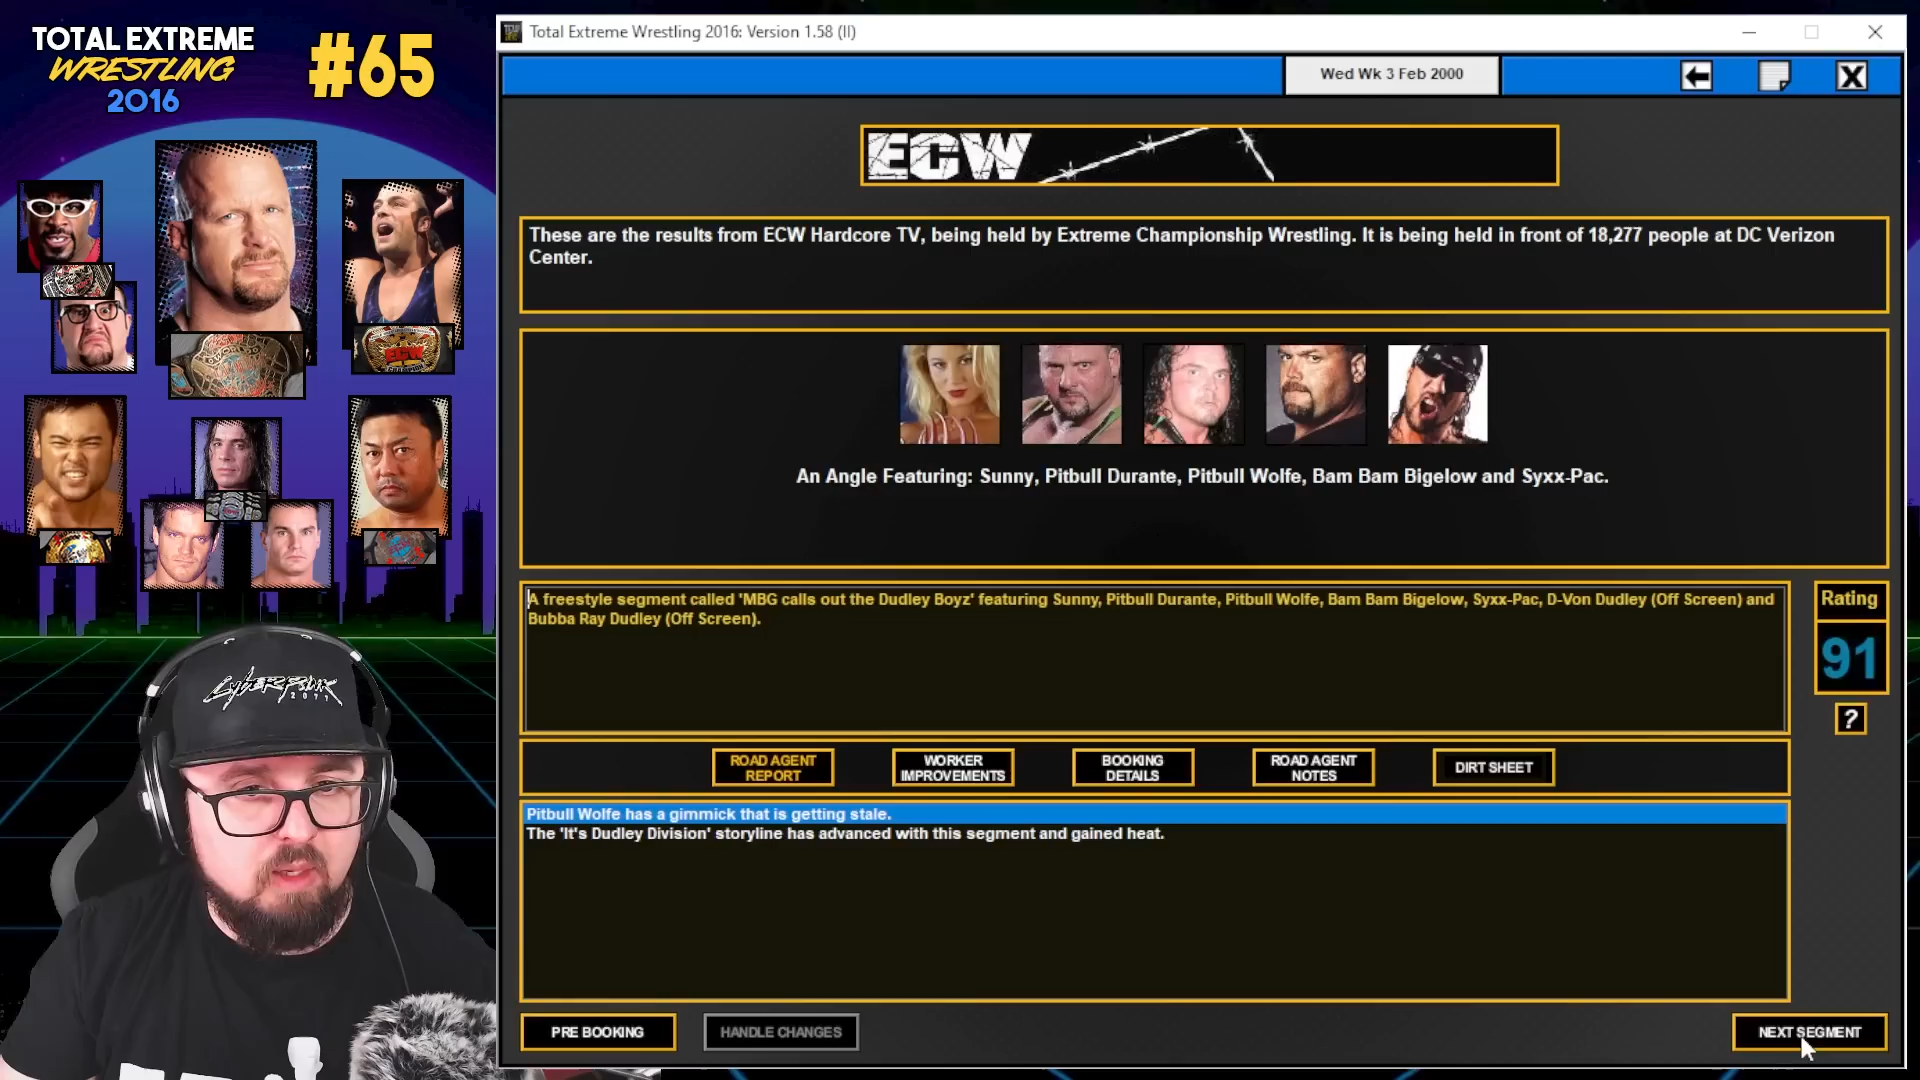 TOTAL EXTREME
WRESTLING
2016
#65
Total Extreme Wrestling 2016: Version 1.58 (II)
Wed Wk 3 Feb 2000
ECW
These are the results from ECW Hardcore TV, being held by Extreme Championship Wrestling. It is being held in front of 18,277 people at DC Verizon
Center.
An Angle Featuring: Sunny, Pitbull Durante, Pitbull Wolfe, Bam Bam Bigelow and Syxx-Pac.
A freestyle segment called 'MBG calls out the Dudley Boyz' featuring Sunny, Pitbull Durante, Pitbull Wolfe, Bam Bam Bigelow, Syxx-Pac, D-Von Dudley (Off Screen) and
Bubba Ray Dudley (Off Screen).
Rating
91
?
ROAD AGENT
REPORT
WORKER
IMPROVEMENTS
BOOKING
DETAILS
ROAD AGENT
NOTES
DIRT SHEET
Pitbull Wolfe has a gimmick that is getting stale.
The 'It's Dudley Division' storyline has advanced with this segment and gained heat.
PRE BOOKING
HANDLE CHANGES
NEXT SEGMENT
Cyberpunk
2077